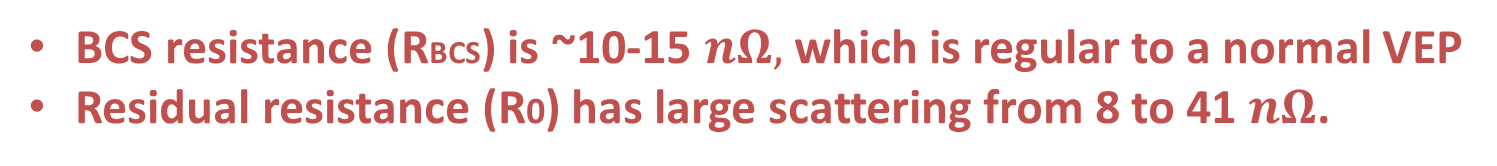 • BCS resistance (RBCS) is ~10-15 nΩ, which is regular to a normal VEP
• Residual resistance (R0) has large scattering from 8 to 41 nΩ.